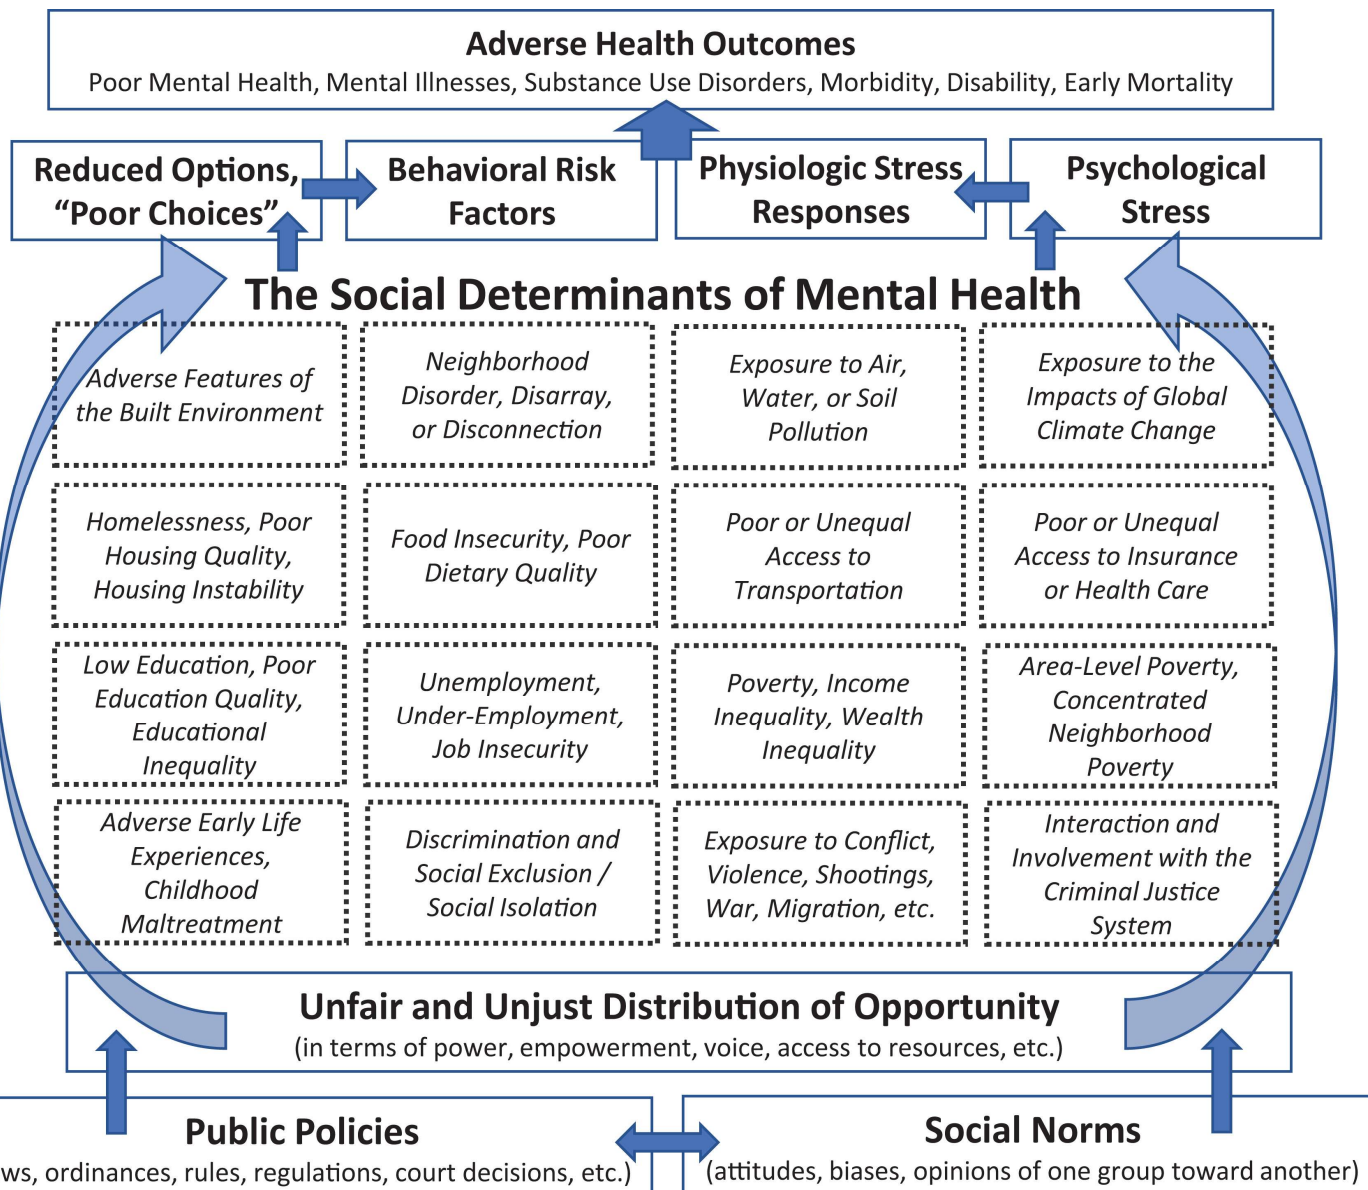 Adverse Health Outcomes
Poor Mental Health, Mental Illnesses, Substance Use Disorders, Morbidity, Disability, Early Mortality
Reduced Options,
“Poor Choices”
Behavioral Risk
Factors
Physiologic Stress
Responses
Psychological
Stress
The Social Determinants of Mental Health
Adverse Features of
the Built Environment
Neighborhood
Disorder, Disarray,
or Disconnection
Exposure to Air,
Water, or Soil
Pollution
Exposure to the
Impacts of Global
Climate Change
Homelessness, Poor
Housing Quality,
Housing Instability
Food Insecurity, Poor
Dietary Quality
Poor or Unequal
Access to
Transportation
Poor or Unequal
Access to Insurance
or Health Care
Low Education, Poor
Education Quality,
Educational
Inequality
Unemployment,
Under-Employment,
Job Insecurity
Poverty, Income
Inequality, Wealth
Inequality
Area-Level Poverty,
Concentrated
Neighborhood
Poverty
Adverse Early Life
Experiences,
Childhood
Maltreatment
Discrimination and
Social Exclusion /
Social Isolation
Exposure to Conflict,
Violence, Shootings,
War, Migration, etc.
Interaction and
Involvement with the
Criminal Justice
System
Unfair and Unjust Distribution of Opportunity
(in terms of power, empowerment, voice, access to resources, etc.)
Public Policies
ws, ordinances, rules, regulations, court decisions, etc.)
Social Norms
(attitudes, biases, opinions of one group toward another)